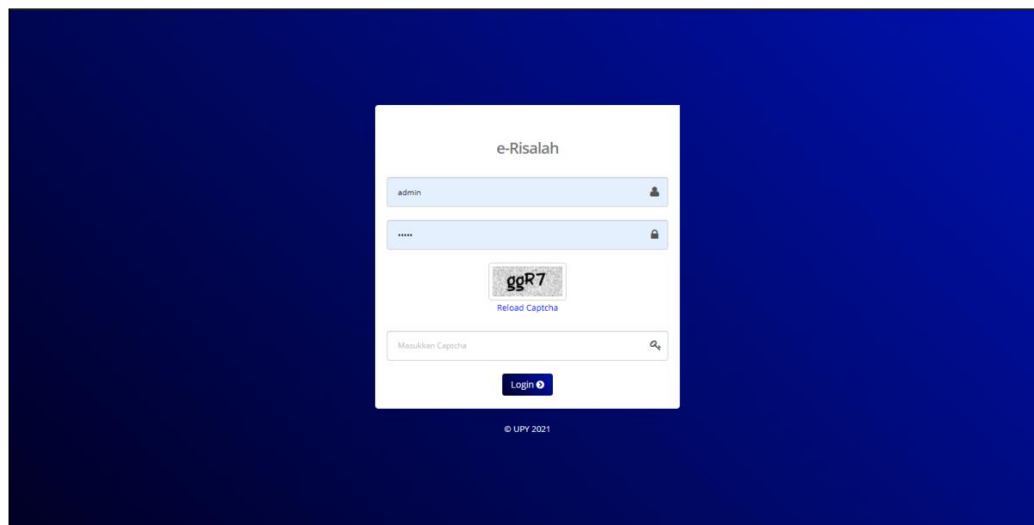 e-Risalah
admin
•••••
ggR7
Reload Captcha
Masukkan Captcha
Login
© UPY 2021